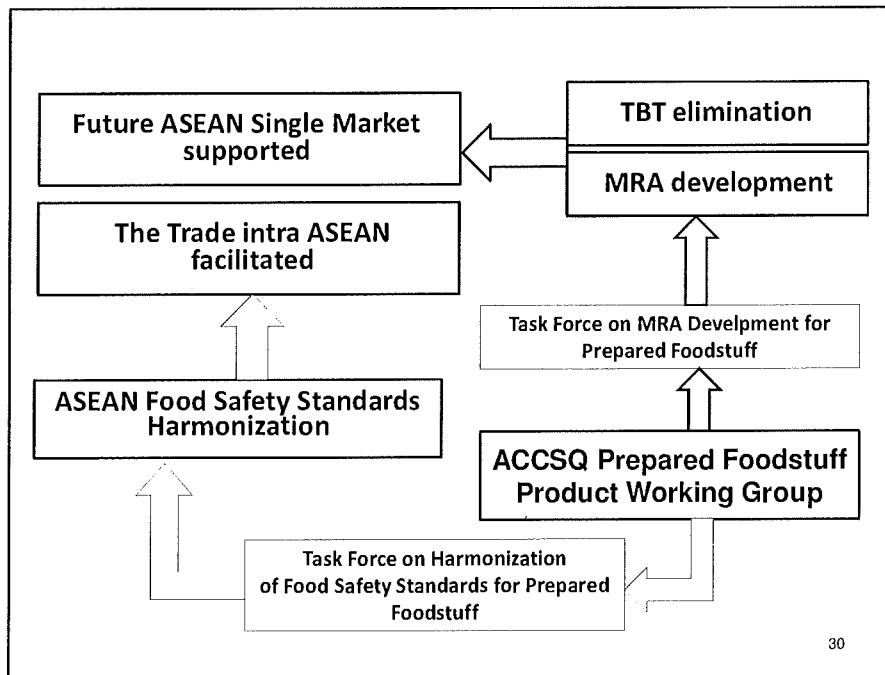 Future ASEAN Single Market
supported
TBT elimination
MRA development
The Trade intra ASEAN
facilitated
Task Force on MRA Develpment for
Prepared Foodstuff
ASEAN Food Safety Standards
Harmonization
ACCSQ Prepared Foodstuff
Product Working Group
Task Force on Harmonization
of Food Safety Standards for Prepared
Foodstuff
30